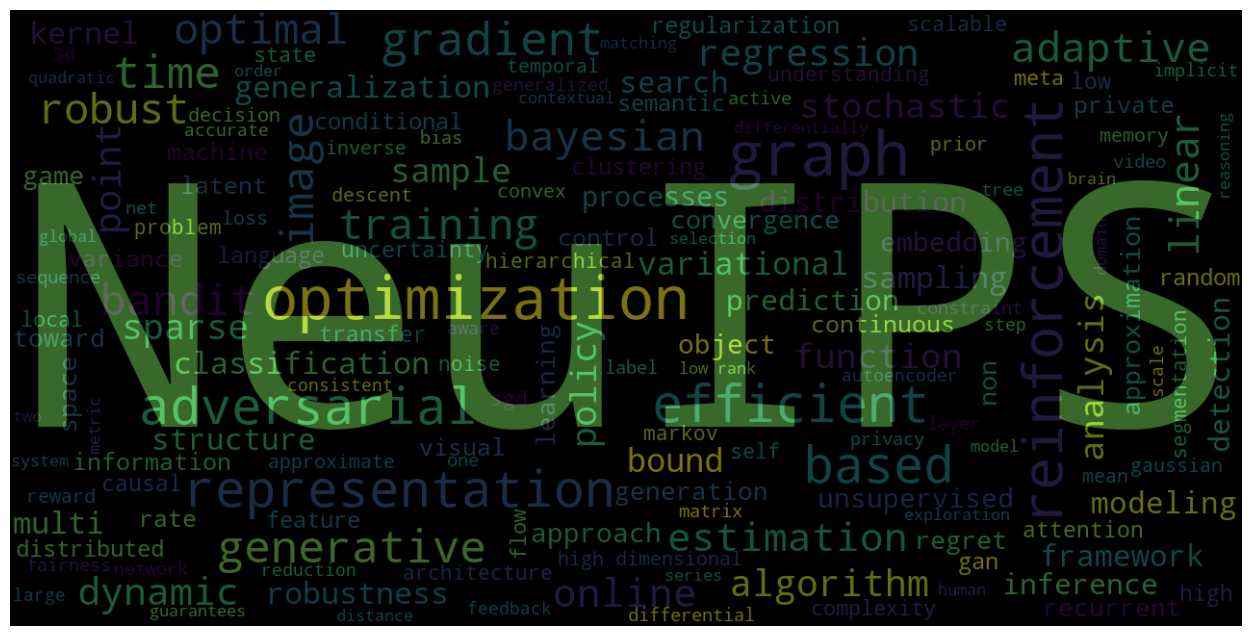 kernel
optimal
gradient
matching
regularization
scalable
3d
time
state
temporal
regression
adaptive
quadratic
order
generalization
generalized
search
understanding
meta
low
implicit
robust
decision
contextual
semantic
active
stochastic
private
accurate
conditional
bayesian
differentially
memory
point
machine
image
inverse
bias
graph
prior
reinforcement
linear
reasoning
game
latent
sample
clustering
video
descent
convex
processes
distribution
tree
brain
net
problem
loss
training
convergence
global
language
uncertainty
control
selection
embedding
domain
approximation
variance
hierarchical
variational
sampling
random
sequence
NeurIPS
bandit
optimization
prediction
constraint
local
sparse
transfer
aware
policy
continuous
step
analysis
segmentation
detection
toward
classification
noise
learning
object
function
scale
space
consistent
label
low rank
autoencoder
non
two
metric
adversarial
sgd
efficient
layer
structure
markov
privacy
model
system
information
approximate
visual
one
bound
self
based
mean
gaussian
reward
causal
representation
generation
unsupervised
modeling
multi
rate
feature
flow
matrix
exploration
attention
distributed
generative
approach
estimation
regret
framework
fairness
network
reduction
architecture
high dimensional
series
gan
large
dynamic
robustness
online
algorithm
human
inference
high
guarantees
distance
feedback
differential
complexity
recurrent